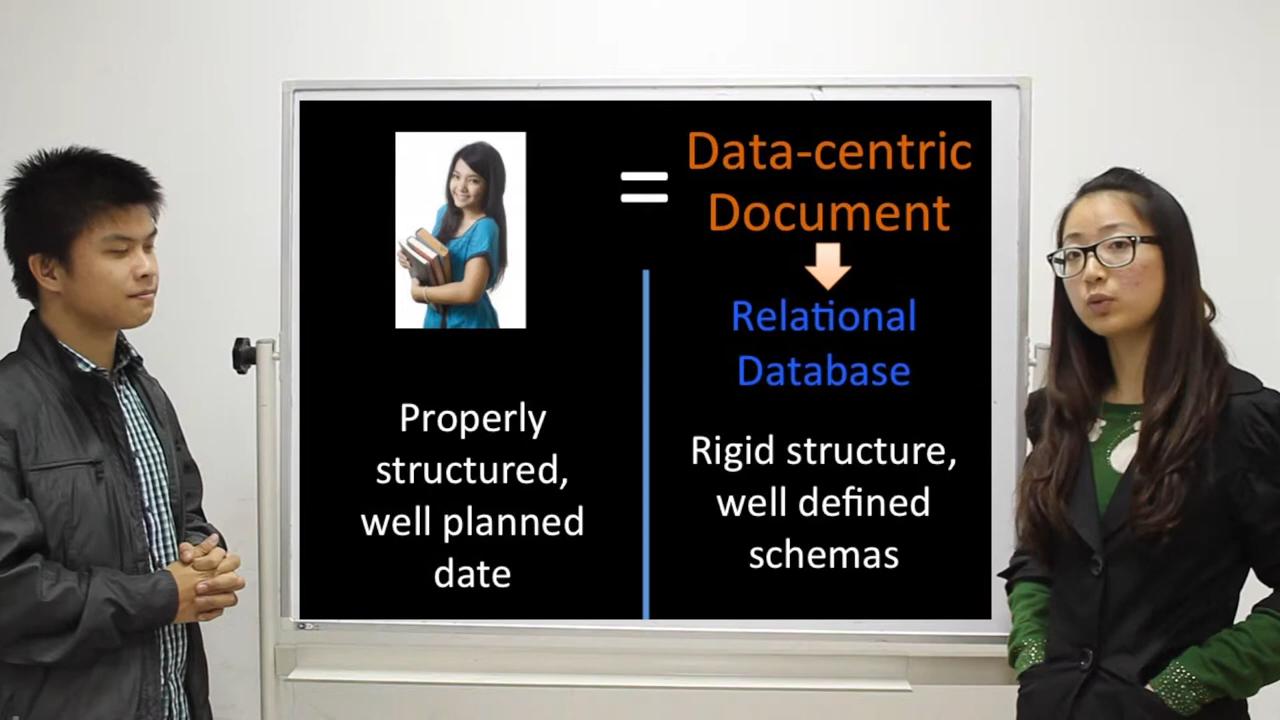 =
Data-centric
Document
Relational
Database
Properly
structured,
well planned
date
Rigid structure,
well defined
schemas